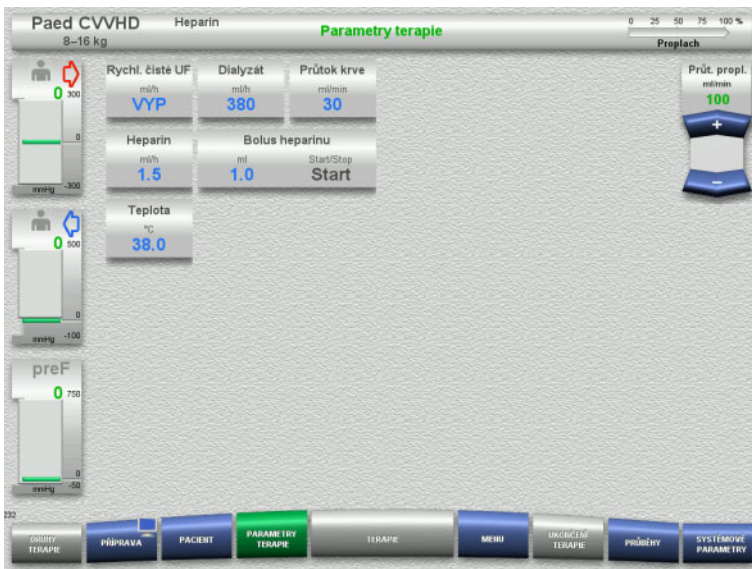 Paed CVVHD Heparin
8–16 kg
Parametry terapie
0 25 50 75 100 %
Proplach
0 300
0
-300
mmHg
Rychl. čisté UF
ml/h
VYP
Dialyzát
ml/h
380
Průtok krve
ml/min
30
Průt. propl.
ml/min
100
+
–
Heparin
ml/h
1.5
Bolus heparinu
ml Start/Stop
1.0 Start
Teplota
°C
38.0
0 500
0
-100
mmHg
preF
0 750
0
-50
mmHg
232
DRUHY
TERAPIE
PŘÍPRAVA
PACIENT
PARAMETRY
TERAPIE
TERAPIE
MENU
UKONČENÍ
TERAPIE
PRŮBĚHY
SYSTÉMOVÉ
PARAMETRY